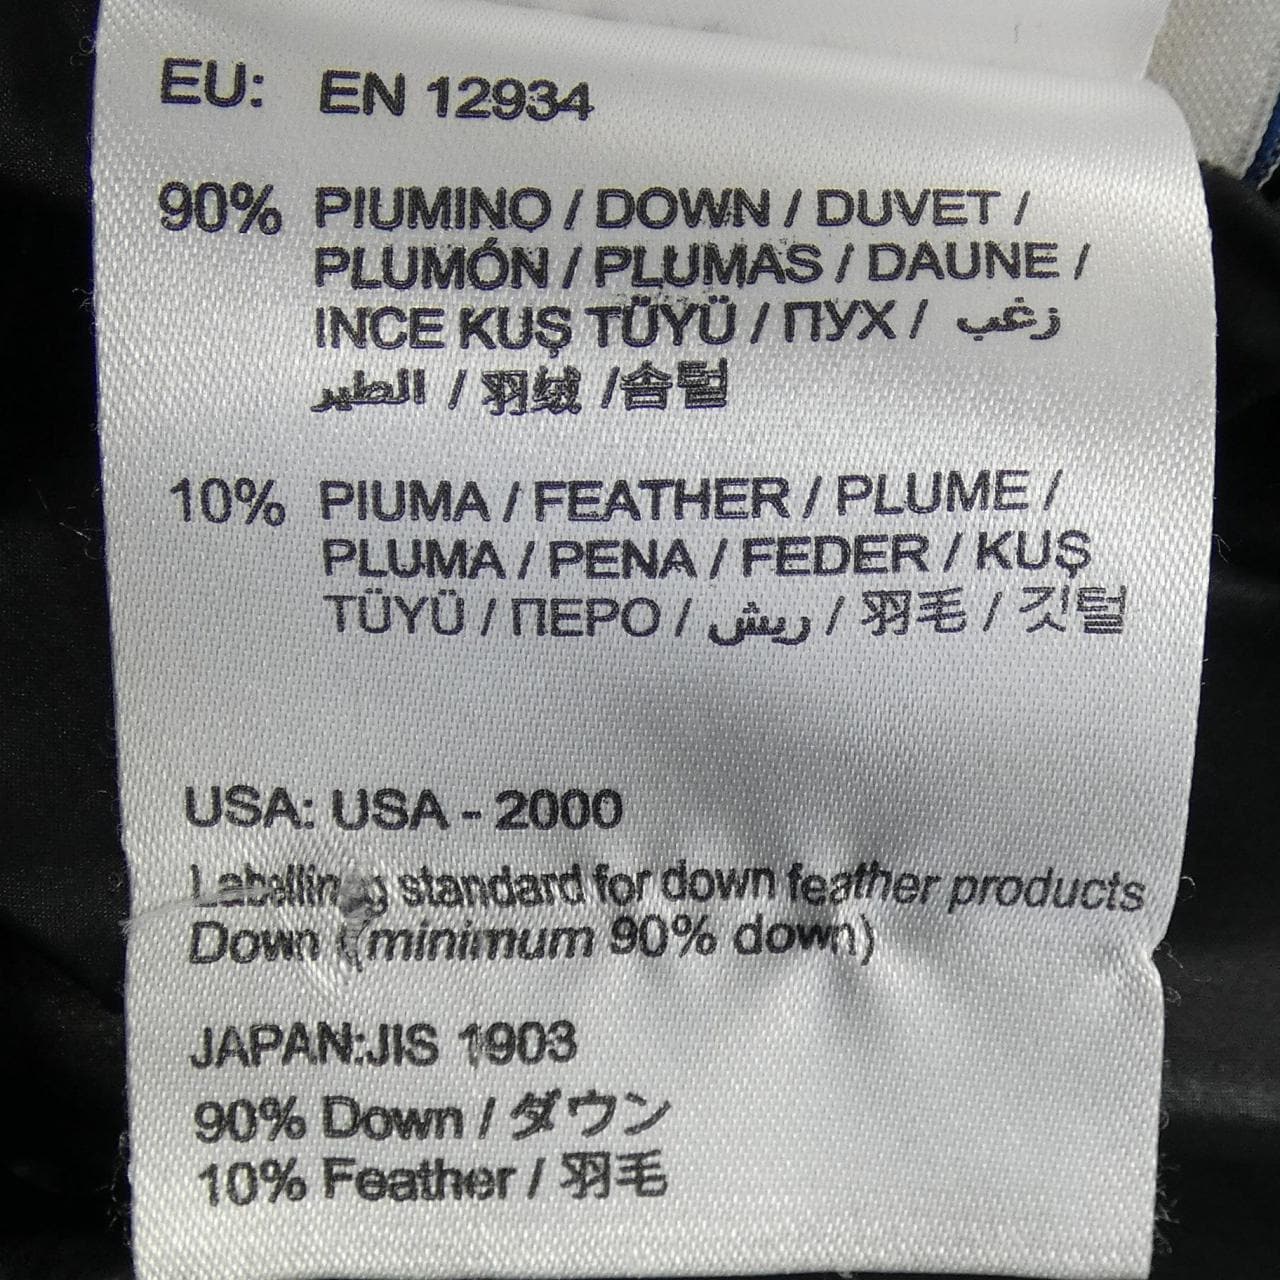 EU: EN 12934
90% PIUMINO / DOWN / DUVET /
PLUMÓN / PLUMAS / DAUNE /
INCE KUŞ TÜYÜ / ПУХ / زغب
الطير / 羽绒 /솜털
10% PIUMA / FEATHER / PLUME /
PLUMA / PENA / FEDER / KUŞ
TÜYÜ / ПЕРО / ريش / 羽毛 / 깃털
USA: USA - 2000
Labelling standard for down feather products
Down (minimum 90% down)
JAPAN:JIS 1903
90% Down / ダウン
10% Feather / 羽毛